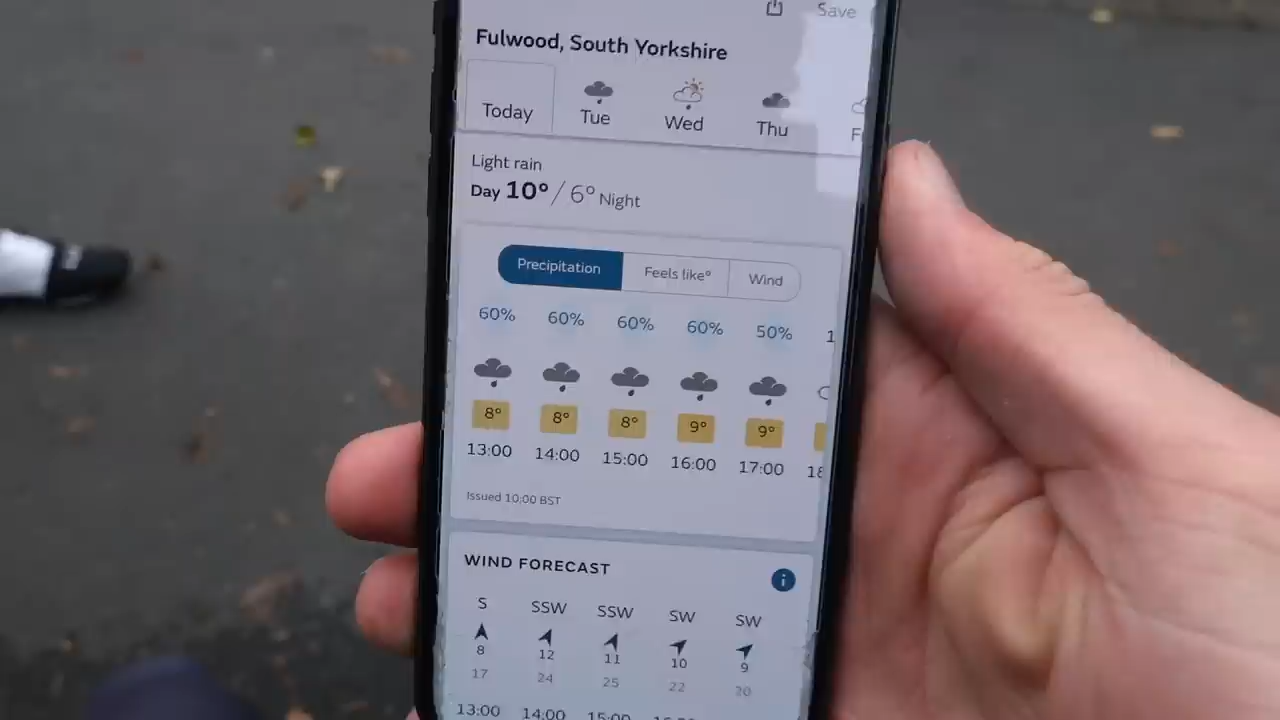 Save
Fulwood, South Yorkshire
Today Tue Wed Thu
Light rain
Day 10° / 6° Night
Precipitation Feels like° Wind
60% 60% 60% 60% 50%
8° 8° 8° 9° 9°
13:00 14:00 15:00 16:00 17:00
Issued 10:00 BST
WIND FORECAST
S SSW SSW SW SW
8 12 11 10 9
17 24 25 22 20
13:00 14:00 15:00